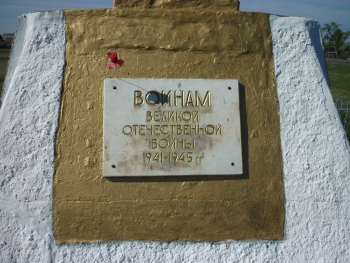 ВОИНАМ
ВЕЛИКОЙ
ОТЕЧЕСТВЕННОЙ
ВОЙНЫ
1941-1945 г